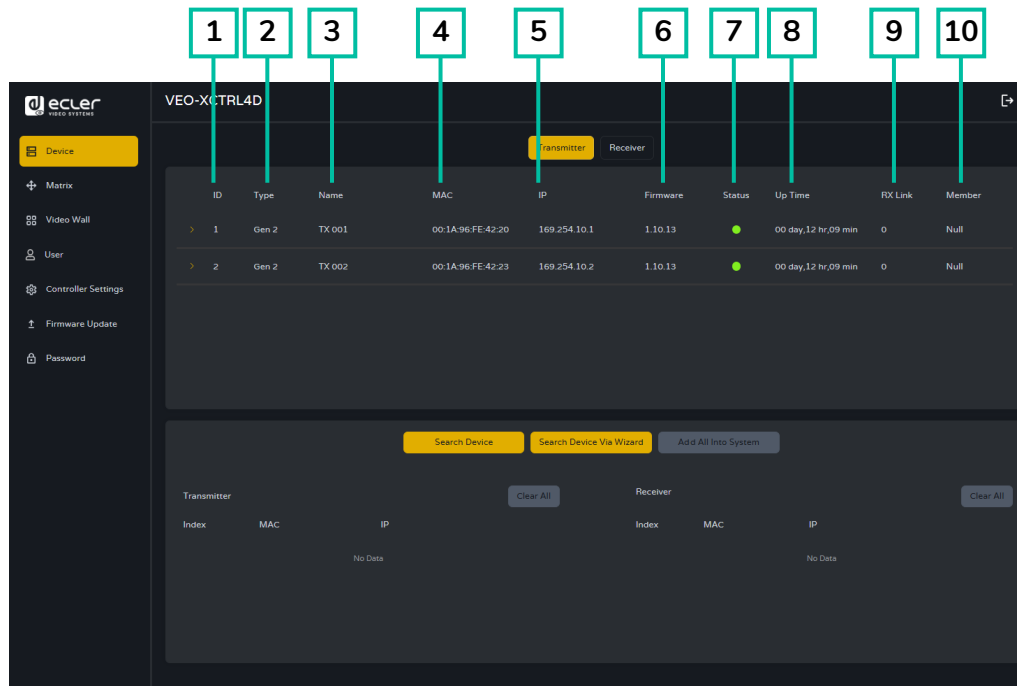 1 2 3 4 5 6 7 8 9 10
ecler
VIDEO SYSTEMS
VEO-XCTRL4D
Device
Matrix
Video Wall
User
Controller Settings
Firmware Update
Password
Transmitter Receiver
ID Type Name MAC IP Firmware Status Up Time RX Link Member
1 Gen 2 TX 001 00:1A:96:FE:42:20 169.254.10.1 1.10.13 00 day,12 hr,09 min 0 Null
2 Gen 2 TX 002 00:1A:96:FE:42:23 169.254.10.2 1.10.13 00 day,12 hr,09 min 0 Null
Search Device Search Device Via Wizard Add All Into System
Transmitter Clear All
Index MAC IP
No Data
Receiver Clear All
Index MAC IP
No Data